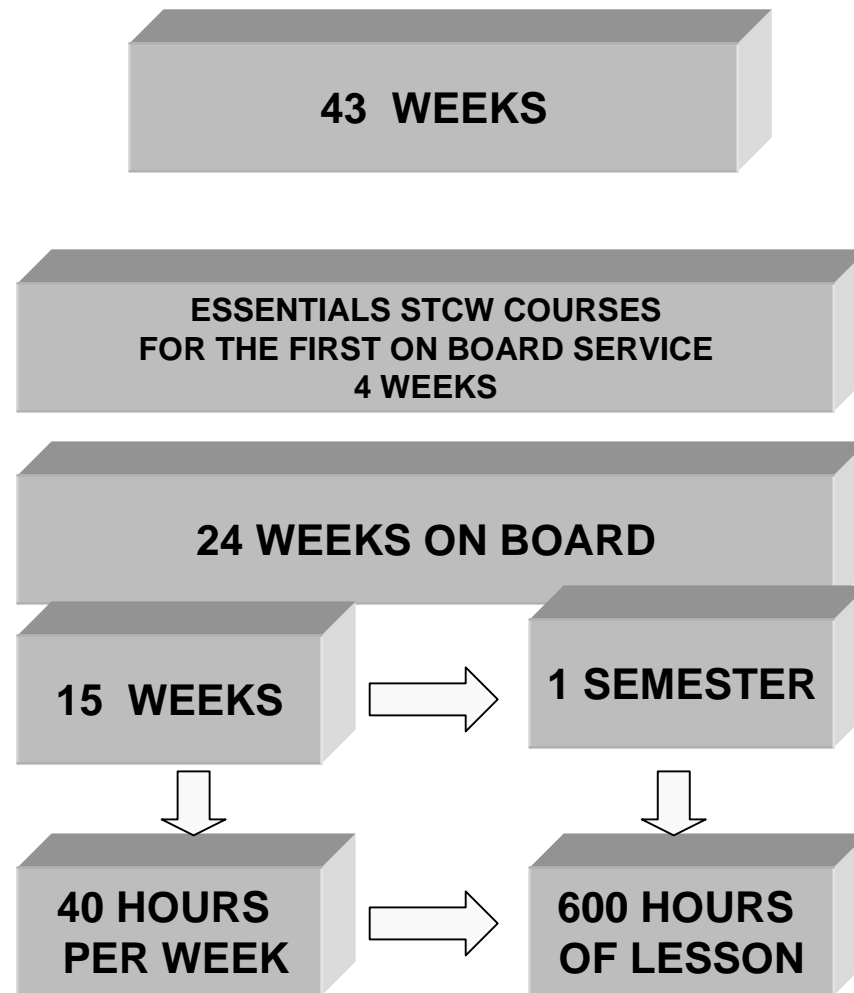 43 WEEKS
ESSENTIALS STCW COURSES
FOR THE FIRST ON BOARD SERVICE
4 WEEKS
24 WEEKS ON BOARD
15 WEEKS
1 SEMESTER
40 HOURS
PER WEEK
600 HOURS
OF LESSON